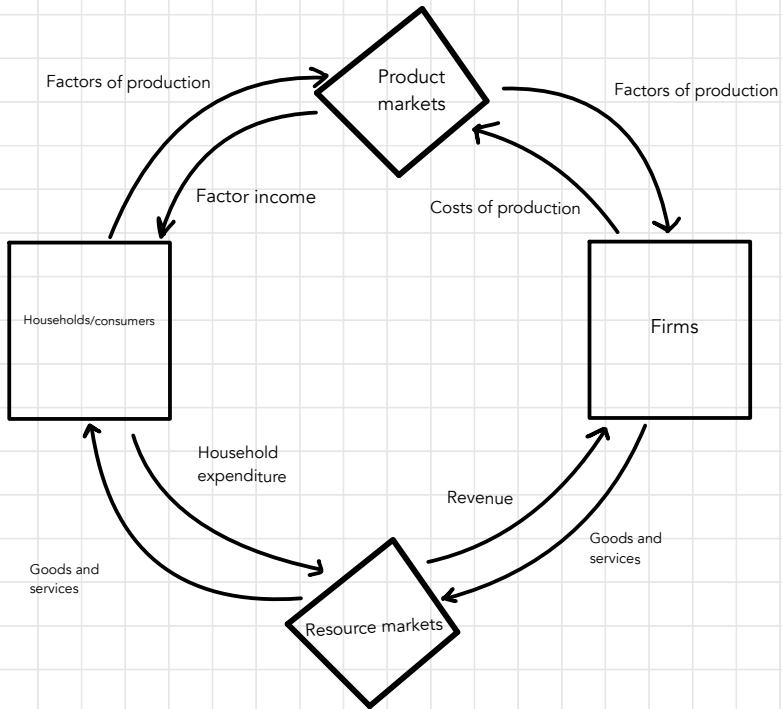 Product
markets
Factors of production
Factors of production
Factor income
Costs of production
Households/consumers
Firms
Household
expenditure
Revenue
Goods and
services
Goods and
services
Resource markets